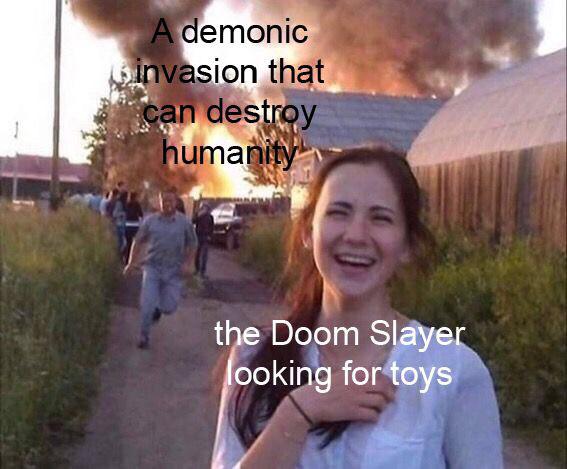 A demonic
invasion that
can destroy
humanity
the Doom Slayer
looking for toys